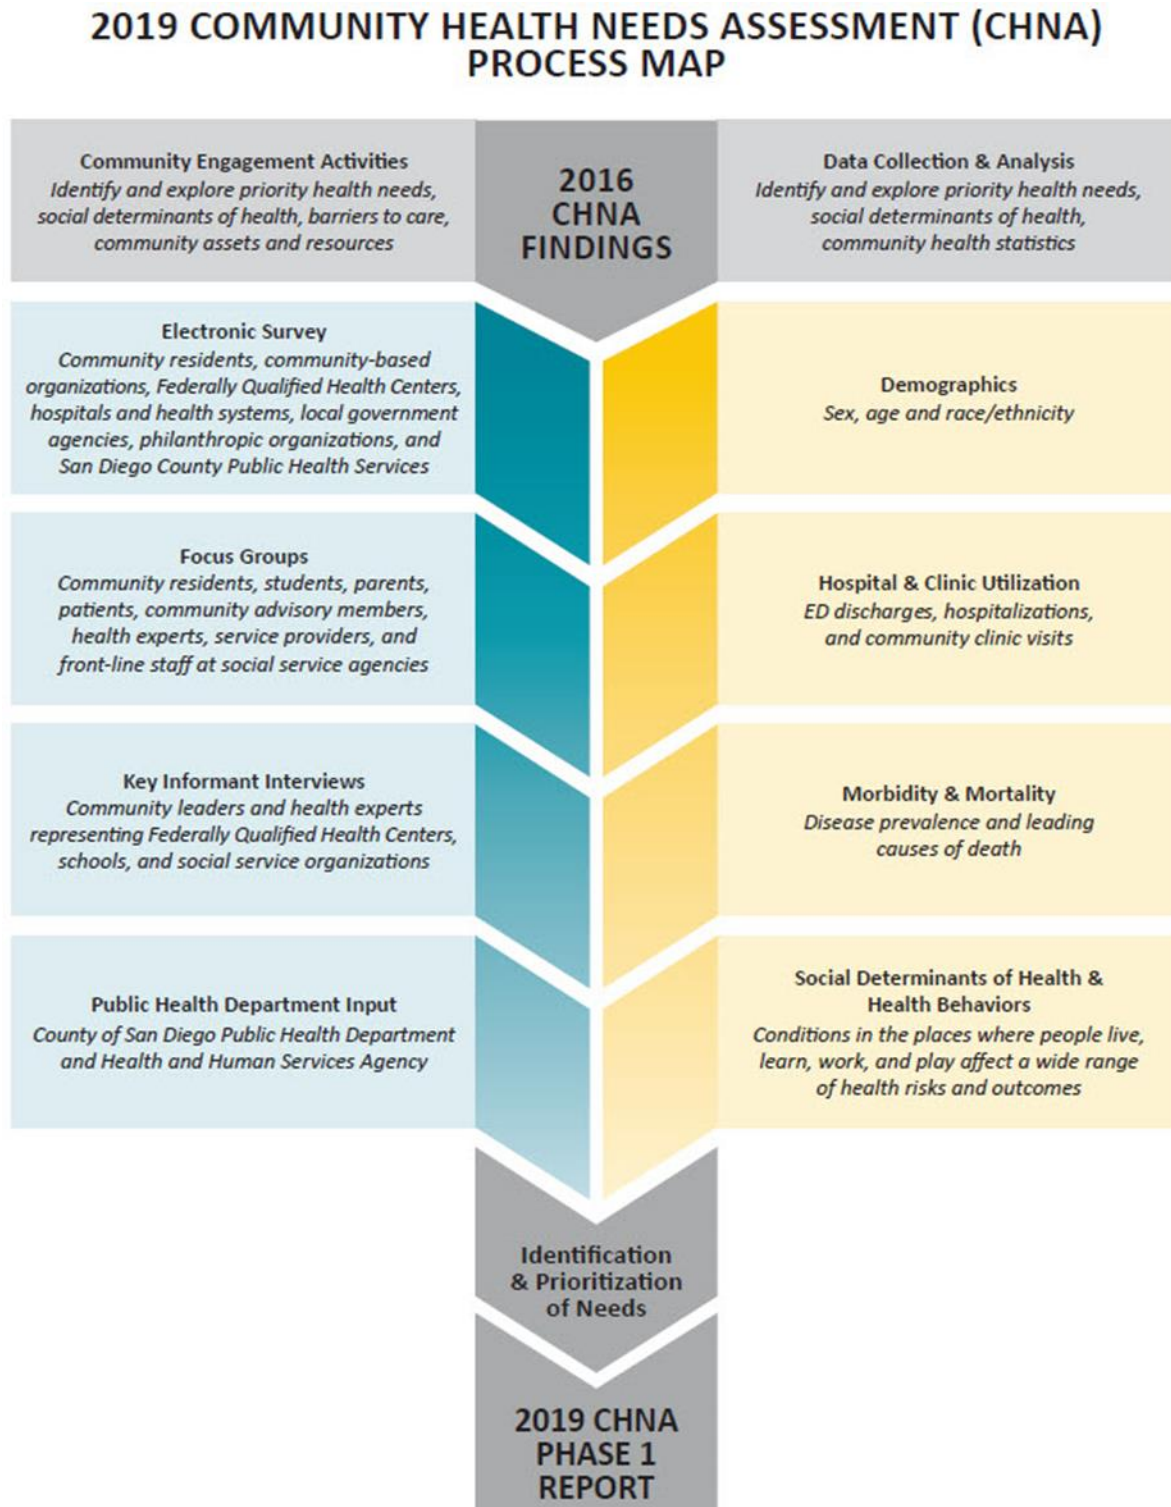 2019 COMMUNITY HEALTH NEEDS ASSESSMENT (CHNA)
PROCESS MAP
Community Engagement Activities
Identify and explore priority health needs,
social determinants of health, barriers to care,
community assets and resources
2016
CHNA
FINDINGS
Data Collection & Analysis
Identify and explore priority health needs,
social determinants of health,
community health statistics
Electronic Survey
Community residents, community-based
organizations, Federally Qualified Health Centers,
hospitals and health systems, local government
agencies, philanthropic organizations, and
San Diego County Public Health Services
Demographics
Sex, age and race/ethnicity
Focus Groups
Community residents, students, parents,
patients, community advisory members,
health experts, service providers, and
front-line staff at social service agencies
Hospital & Clinic Utilization
ED discharges, hospitalizations,
and community clinic visits
Key Informant Interviews
Community leaders and health experts
representing Federally Qualified Health Centers,
schools, and social service organizations
Morbidity & Mortality
Disease prevalence and leading
causes of death
Public Health Department Input
County of San Diego Public Health Department
and Health and Human Services Agency
Social Determinants of Health &
Health Behaviors
Conditions in the places where people live,
learn, work, and play affect a wide range
of health risks and outcomes
Identification
& Prioritization
of Needs
2019 CHNA
PHASE 1
REPORT